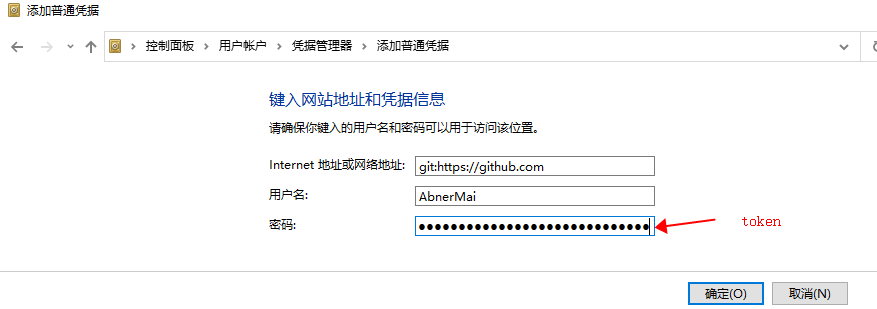 添加普通凭据
控制面板 > 用户帐户 > 凭据管理器 > 添加普通凭据
键入网站地址和凭据信息
请确保你键入的用户名和密码可以用于访问该位置。
Internet 地址或网络地址: git:https://github.com
用户名: AbnerMai
密码: ●●●●●●●●●●●●●●●●●●●●●●●●●●●●● token
确定(O) 取消(N)